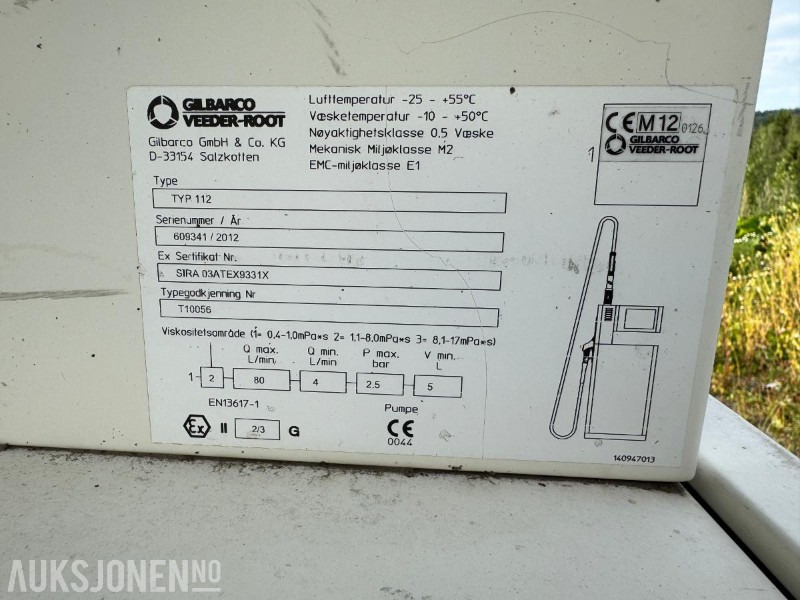 GILBARCO
VEEDER-ROOT
Gilbarco GmbH & Co. KG
D-33154 Salzkotten
Lufttemperatur -25 - +55°C
Væsketemperatur -10 - +50°C
Nøyaktighetsklasse 0.5 Væske
Mekanisk Miljøklasse M2
EMC-miljøklasse E1
CE M 12 0126
GILBARCO
VEEDER-ROOT
1
Type
TYP 112
Serienummer / År
609341 / 2012
Ex Sertifikat Nr.
SIRA 03ATEX9331X
Typegodkjenning Nr
T10056
Viskositetsområde (1= 0,4-1,0mPa*s 2= 1,1-8,0mPa*s 3= 8,1-17mPa*s)
Q max. Q min. P max. V min.
L/min L/min bar L
1 2 80 4 2.5 5
EN13617-1 Pumpe
Ex II 2/3 G CE
0044
140947013
AUKSJONEN.NO